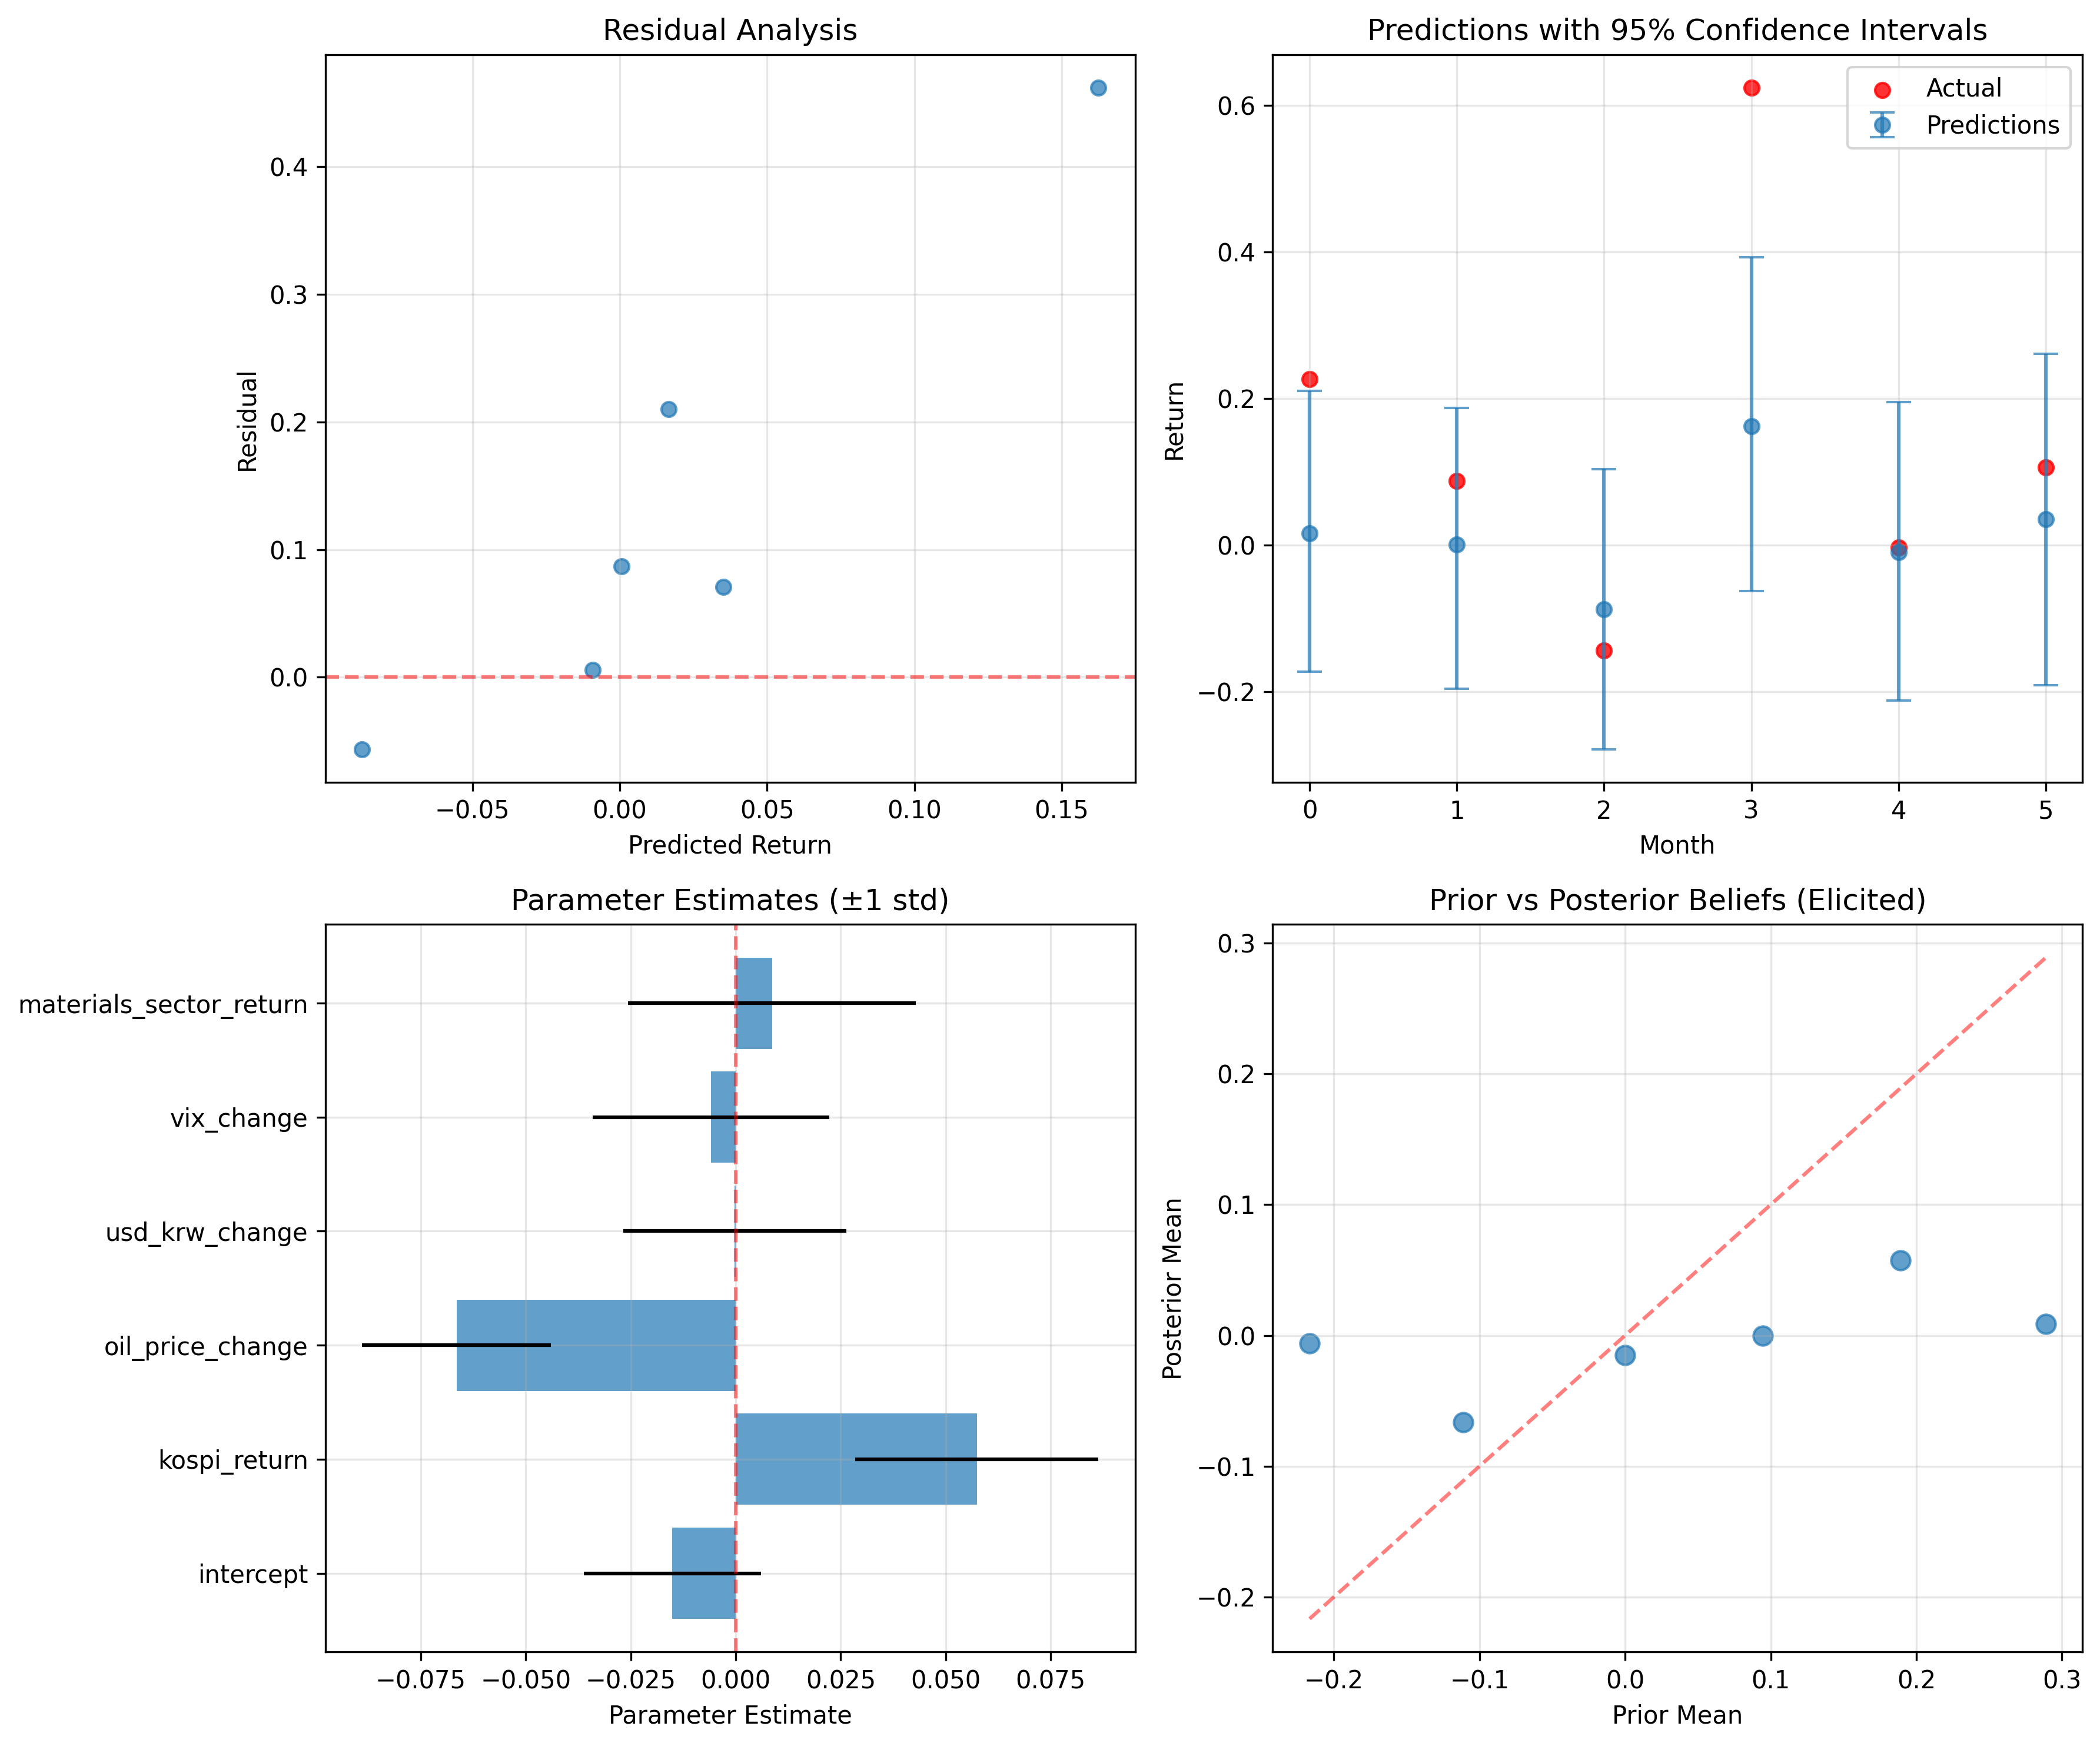 Residual Analysis
0.4
0.3
0.2
0.1
0.0
Residual
−0.05 0.00 0.05 0.10 0.15
Predicted Return
Predictions with 95% Confidence Intervals
Actual
Predictions
0.6
0.4
0.2
0.0
−0.2
Return
0 1 2 3 4 5
Month
Parameter Estimates (±1 std)
materials_sector_return
vix_change
usd_krw_change
oil_price_change
kospi_return
intercept
−0.075 −0.050 −0.025 0.000 0.025 0.050 0.075
Parameter Estimate
Prior vs Posterior Beliefs (Elicited)
0.3
0.2
0.1
0.0
−0.1
−0.2
Posterior Mean
−0.2 −0.1 0.0 0.1 0.2 0.3
Prior Mean